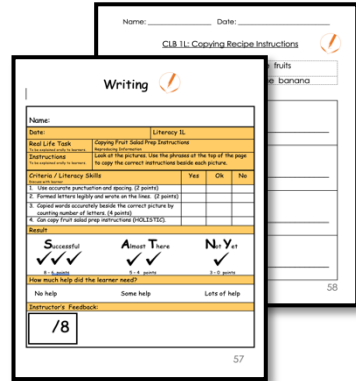 Name: Date:
CLB 1L: Copying Recipe Instructions
fruits
banana
58
Writing
Name:
Date: Literacy 1L
Real Life Task Copying Fruit Salad Prep Instructions
To be explained orally to learners Reproducing Information
Instructions Look at the pictures. Use the phrases at the top of the page
To be explained orally to learners to copy the correct instructions beside each picture.
Criteria / Literacy Skills Yes Ok No
Discuss with learner
1. Use accurate punctuation and spacing. (2 points)
2. Formed letters legibly and wrote on the lines. (2 points)
3. Copied words accurately beside the correct picture by
counting number of letters. (4 points)
4. Can copy fruit salad prep instructions (HOLISTIC).
Result
Successful Almost There Not Yet
8 - 6 points 5 - 4 points 3 - 0 points
How much help did the learner need?
No help Some help Lots of help
Instructor's Feedback:
/8
57